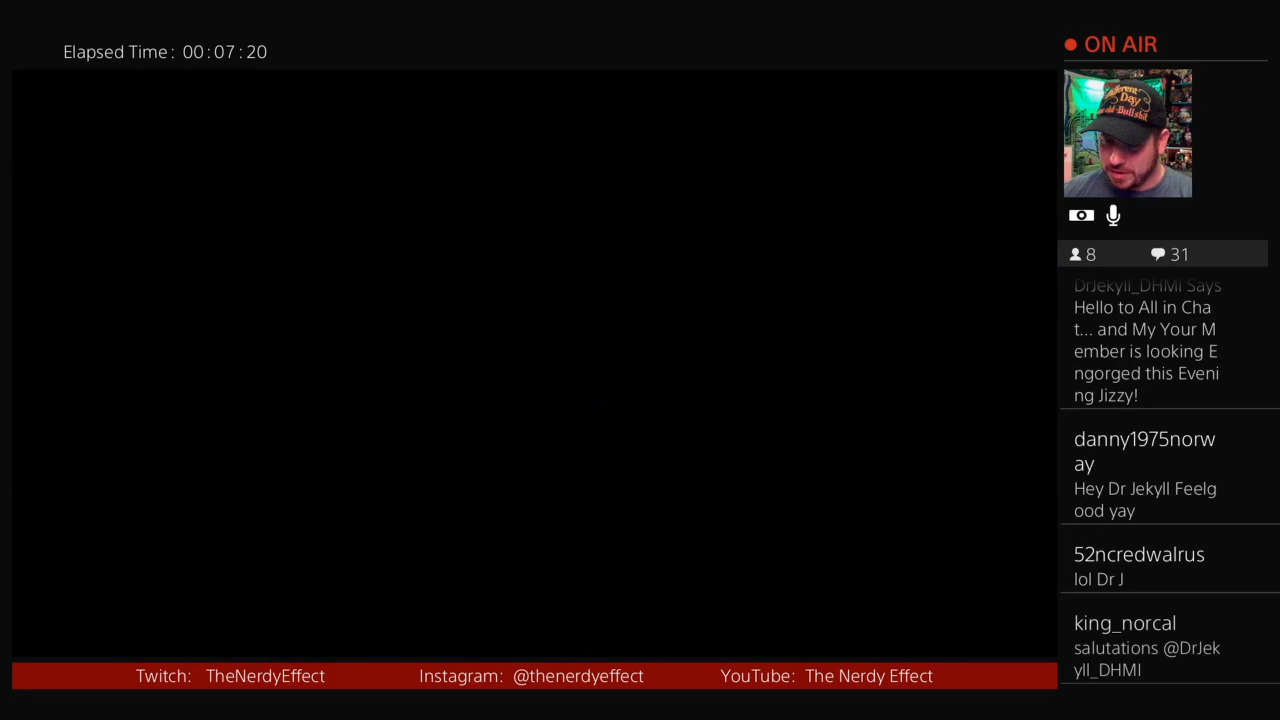 Elapsed Time: 00:07:20
ON AIR
Day
8
31
DrJekyll_DHMI Says
Hello to All in Cha
t... and My Your M
ember is looking E
ngorged this Eveni
ng Jizzy!
danny1975norw
ay
Hey Dr Jekyll Feelg
ood yay
52ncredwalrus
lol Dr J
king_norcal
salutations @DrJek
yll_DHMI
Twitch: TheNerdyEffect
Instagram: @thenerdyeffect
YouTube: The Nerdy Effect